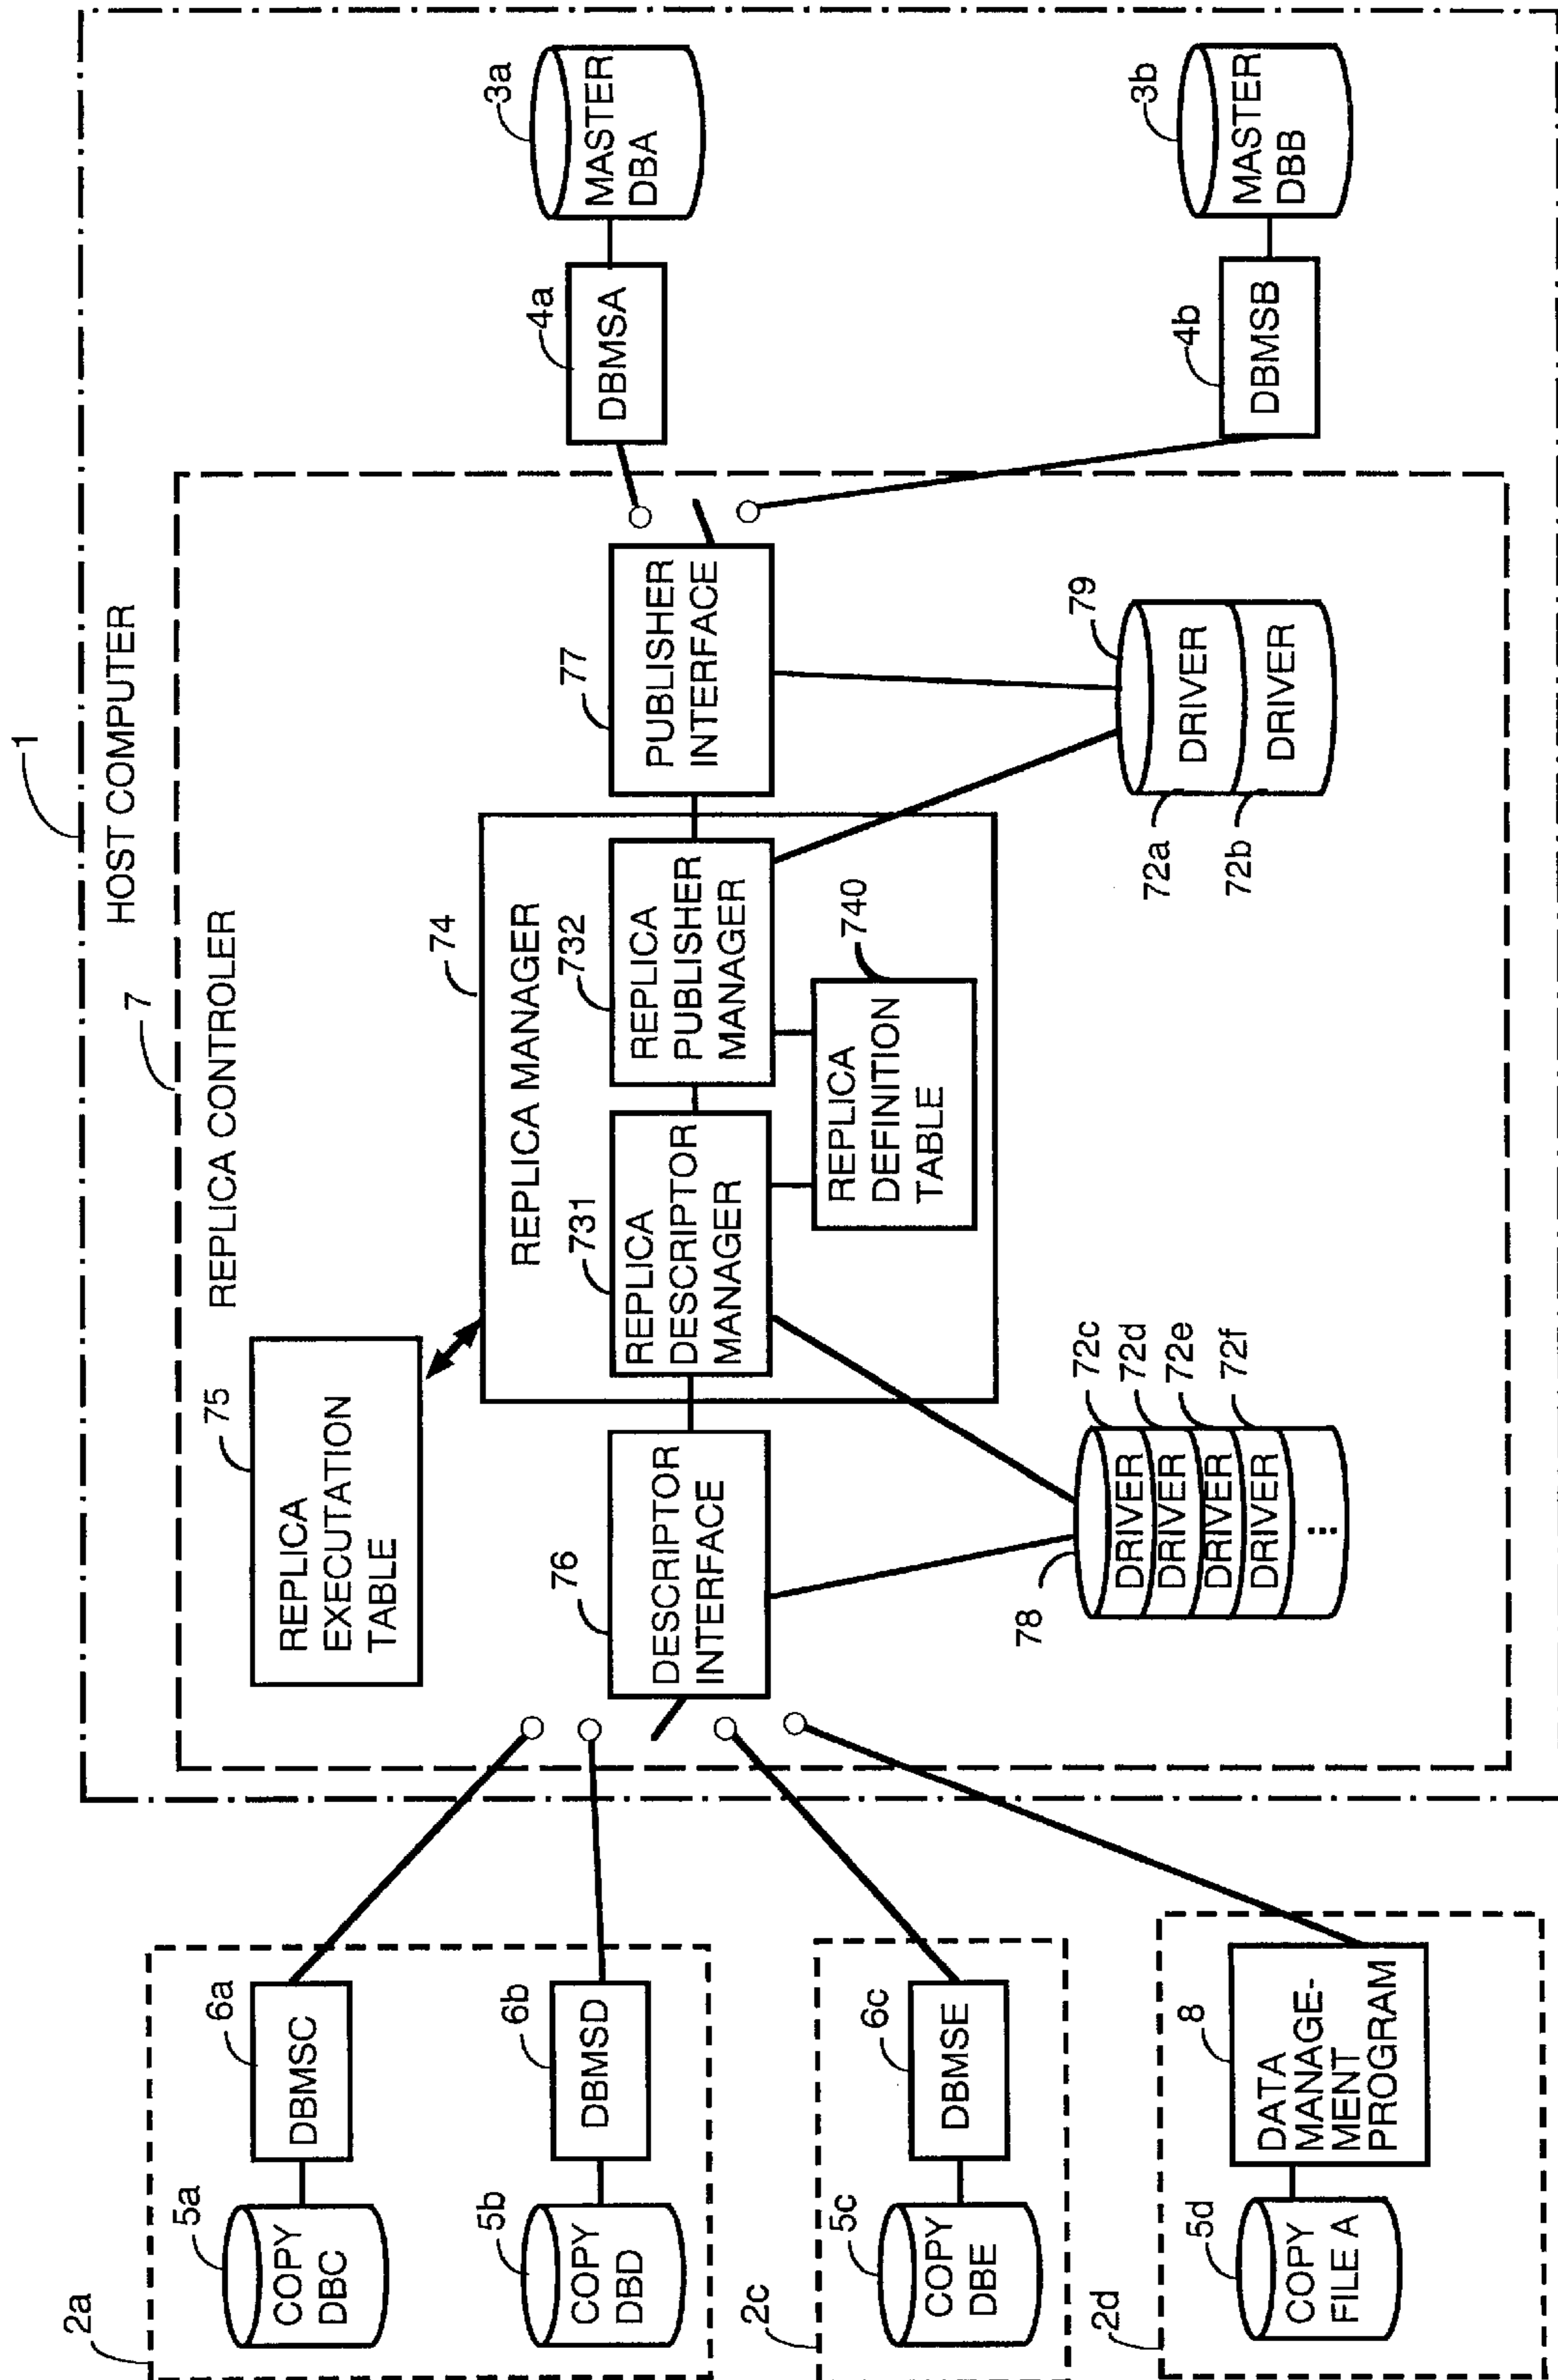 1
HOST COMPUTER
7
REPLICA CONTROLER
75
REPLICA
EXECUTATION
TABLE
74
REPLICA MANAGER
731
REPLICA
DESCRIPTOR
MANAGER
732
REPLICA
PUBLISHER
MANAGER
740
REPLICA
DEFINITION
TABLE
76
DESCRIPTOR
INTERFACE
77
PUBLISHER
INTERFACE
78
DRIVER
72c
DRIVER
72d
DRIVER
72e
DRIVER
72f
...
79
72a
DRIVER
72b
DRIVER
4a
DBMSA
3a
MASTER
DBA
4b
DBMSB
3b
MASTER
DBB
2a
5a
COPY
DBC
6a
DBMSC
5b
COPY
DBD
6b
DBMSD
2c
5c
COPY
DBE
6c
DBMSE
2d
5d
COPY
FILE A
8
DATA
MANAGE-
MENT
PROGRAM